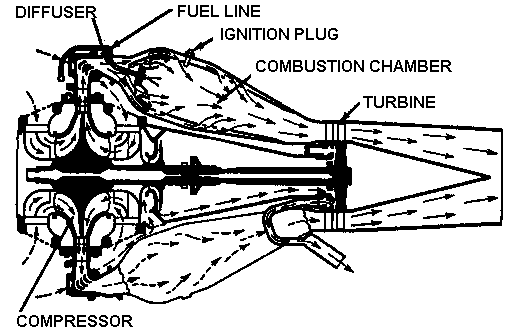 DIFFUSER
FUEL LINE
IGNITION PLUG
COMBUSTION CHAMBER
TURBINE
COMPRESSOR